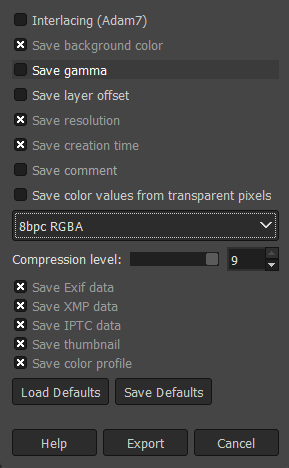 Interlacing (Adam7)
Save background color
Save gamma
Save layer offset
Save resolution
Save creation time
Save comment
Save color values from transparent pixels
8bpc RGBA
Compression level: 9
Save Exif data
Save XMP data
Save IPTC data
Save thumbnail
Save color profile
Load Defaults Save Defaults
Help Export Cancel